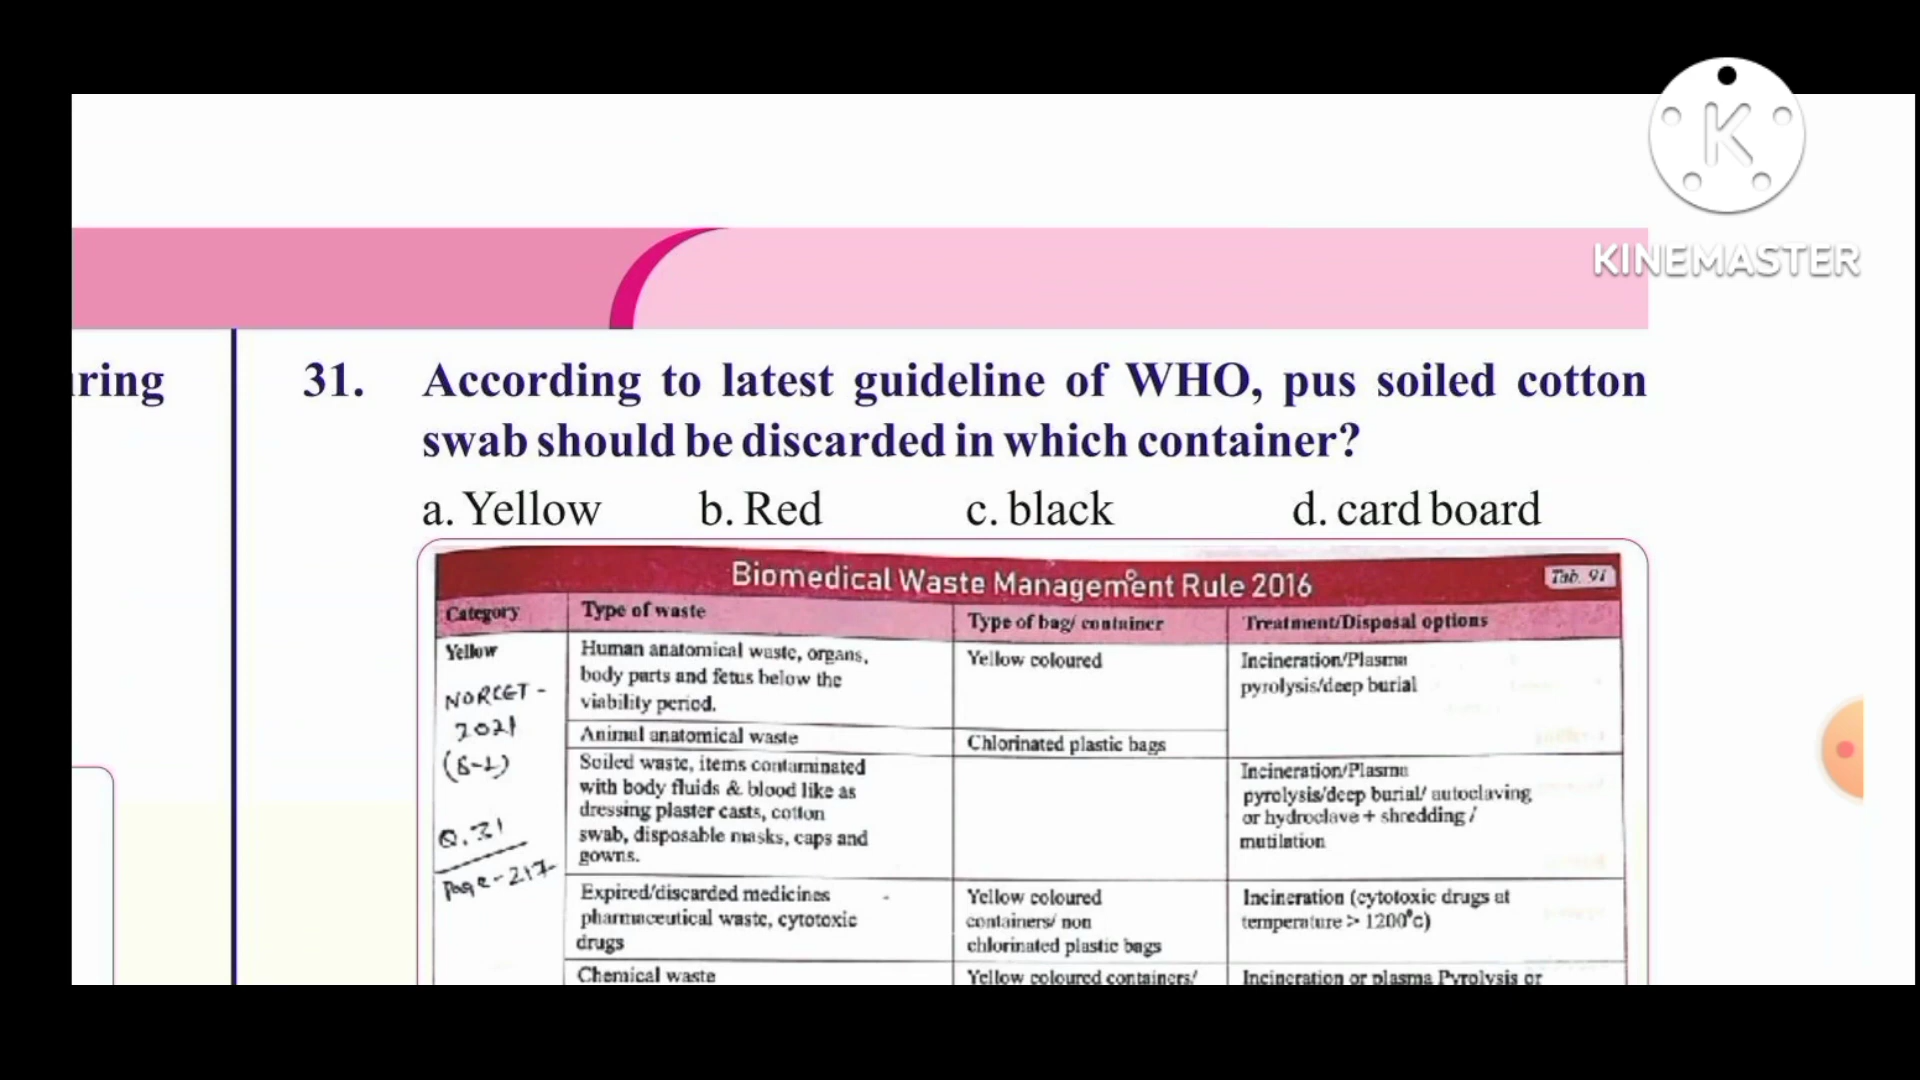 K
KINEMASTER
ring
31. According to latest guideline of WHO, pus soiled cotton
swab should be discarded in which container?
a. Yellow b. Red c. black d. card board
Biomedical Waste Management Rule 2016
Tab. 91
Category Type of waste Type of bag/ container Treatment/Disposal options
Yellow
NORCET -
2021
Q.31
Page - 217
Human anatomical waste, organs,
body parts and fetus below the
viability period.
Yellow coloured
Incineration/Plasma
pyrolysis/deep burial
Animal anatomical waste
Chlorinated plastic bags
Soiled waste, items contaminated
with body fluids & blood like as
dressing plaster casts, cotton
swab, disposable masks, caps and
gowns.
Incineration/Plasma
pyrolysis/deep burial/ autoclaving
or hydroclave + shredding /
mutilation
Expired/discarded medicines
pharmaceutical waste, cytotoxic
drugs
Yellow coloured
containers/ non
chlorinated plastic bags
Incineration (cytotoxic drugs at
temperature > 1200°c)
Chemical waste
Yellow coloured containers/
Incineration or plasma Pyrolysis or